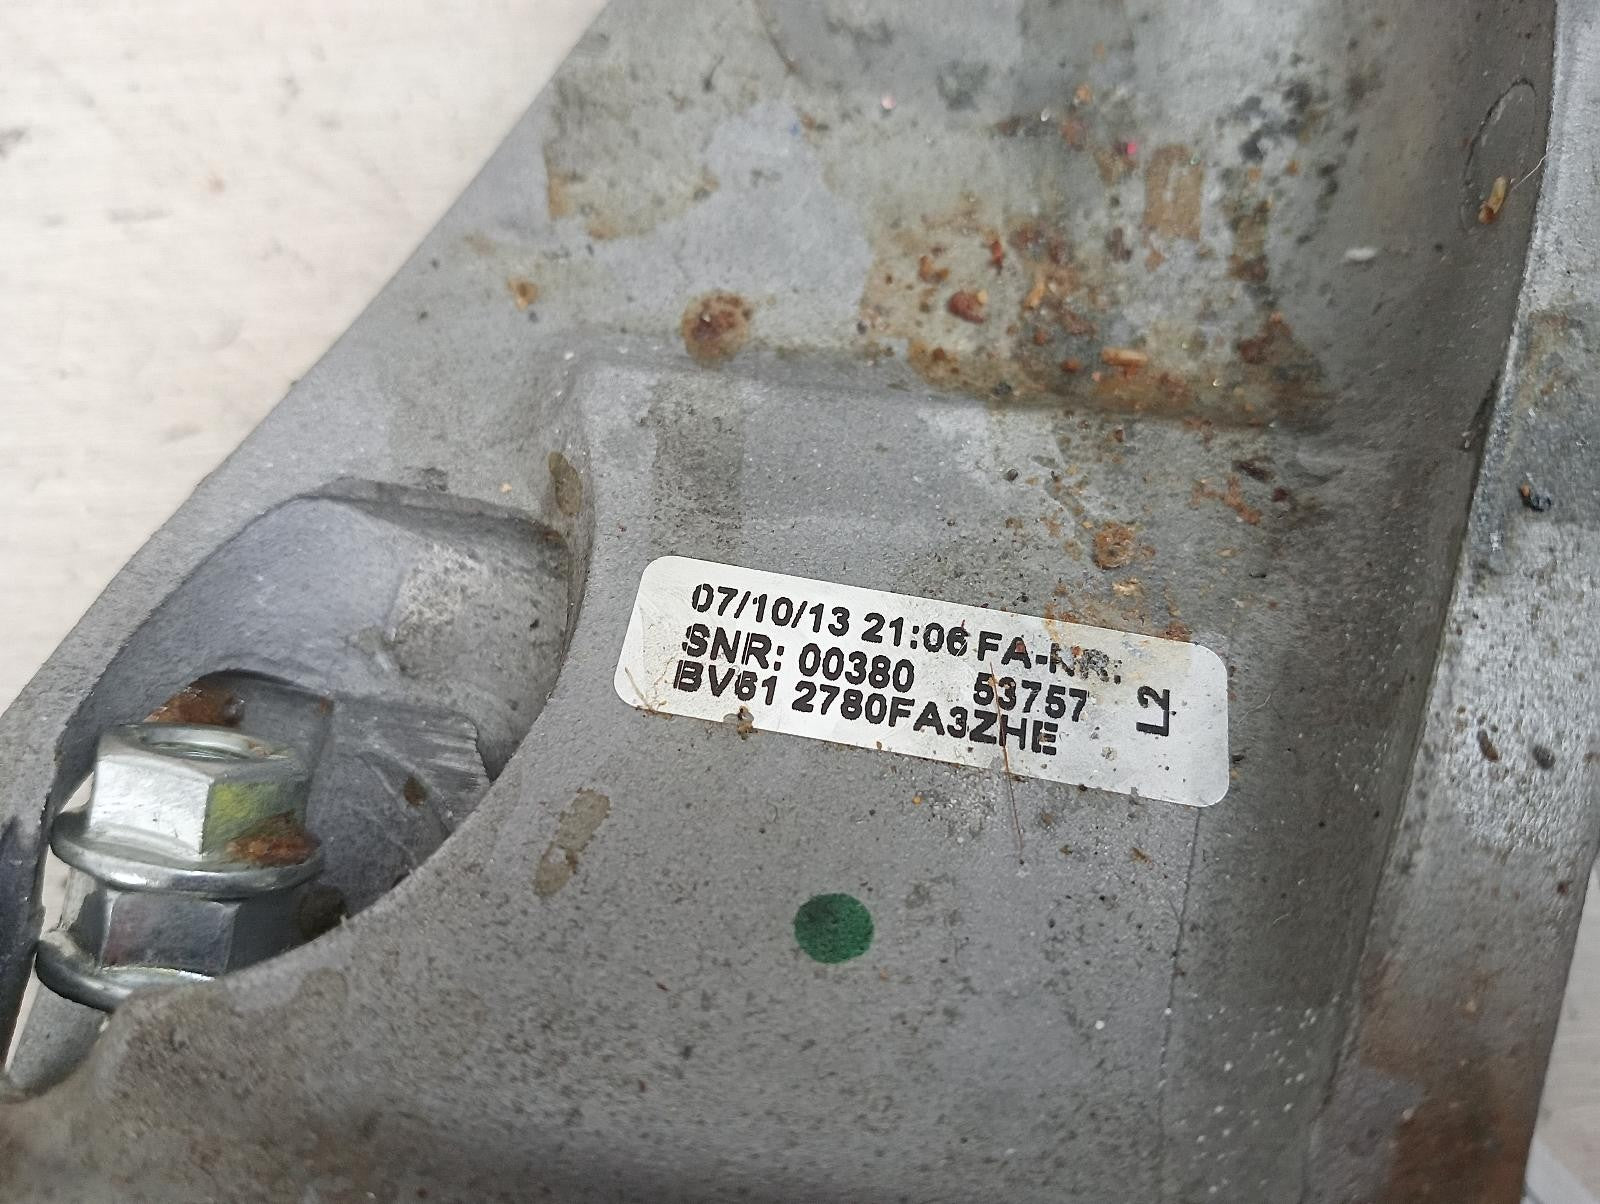 07/10/13 21:06 FA-NR:
SNR: 00380 53757
BV61 2780FA3ZHE
L2